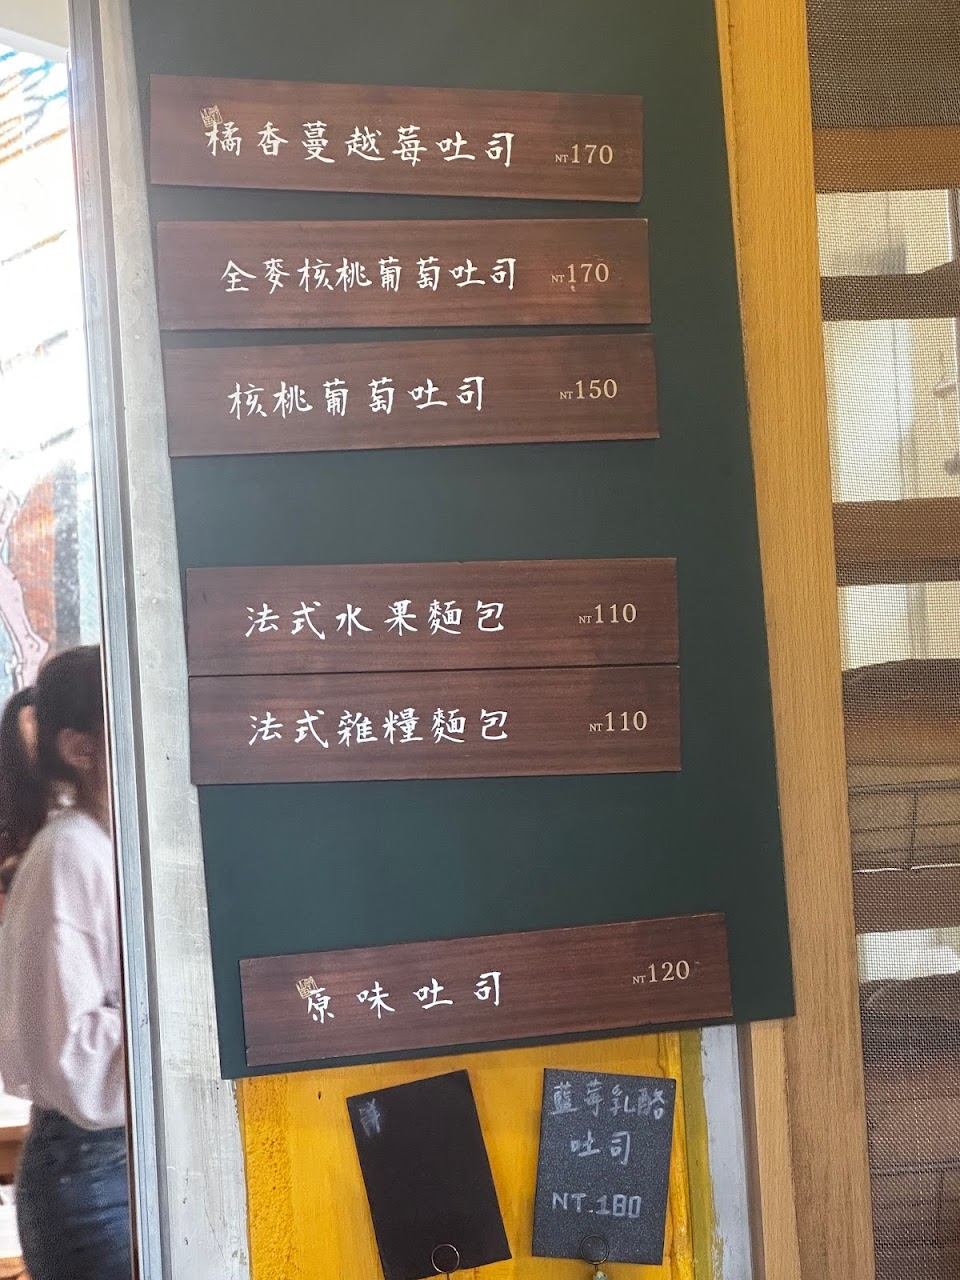 橘香蔓越莓吐司 NT170
全麥核桃葡萄吐司 NT170
核桃葡萄吐司 NT150
法式水果麵包 NT110
法式雜糧麵包 NT110
原味吐司 NT120
藍莓乳酪
吐司
NT.180